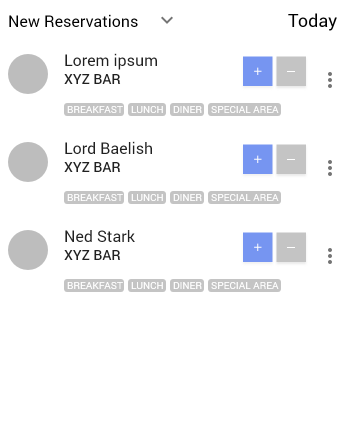 New Reservations Today
Lorem ipsum
XYZ BAR
+ –
BREAKFAST LUNCH DINER SPECIAL AREA
Lord Baelish
XYZ BAR
+ –
BREAKFAST LUNCH DINER SPECIAL AREA
Ned Stark
XYZ BAR
+ –
BREAKFAST LUNCH DINER SPECIAL AREA